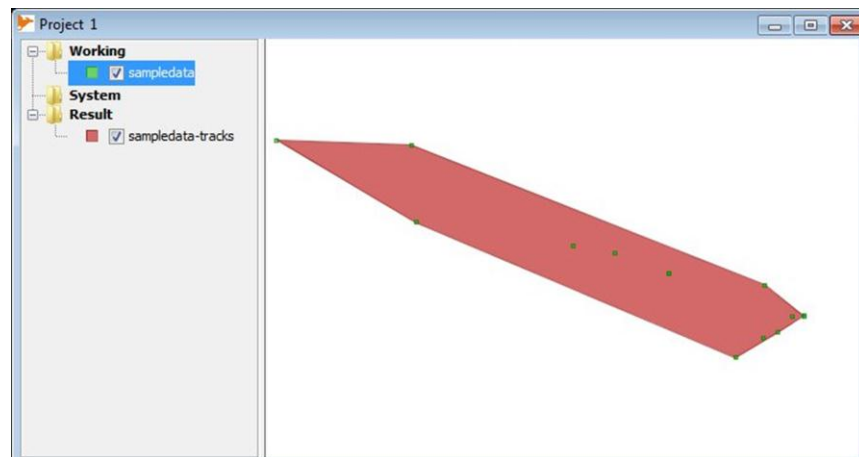 Project 1
Working
sampledata
System
Result
sampledata-tracks